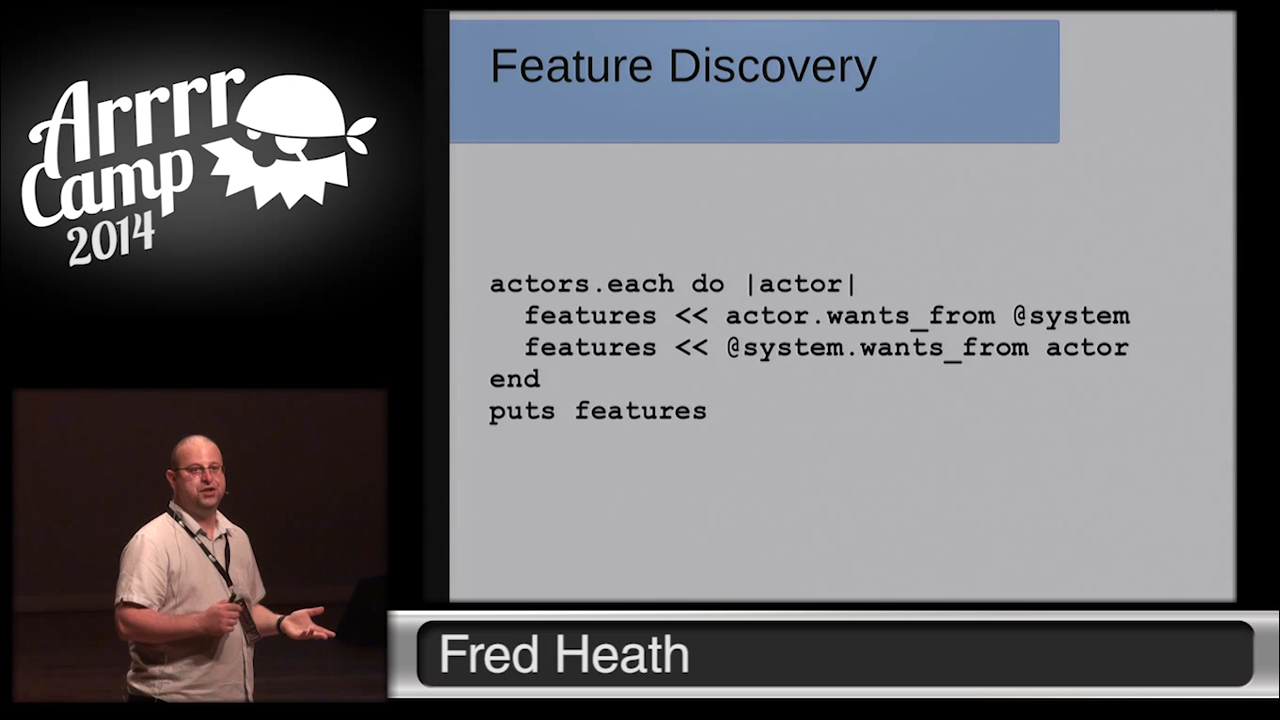 Arrrr
Camp
2014
Feature Discovery
actors.each do |actor|
  features << actor.wants_from @system
  features << @system.wants_from actor
end
puts features
Fred Heath